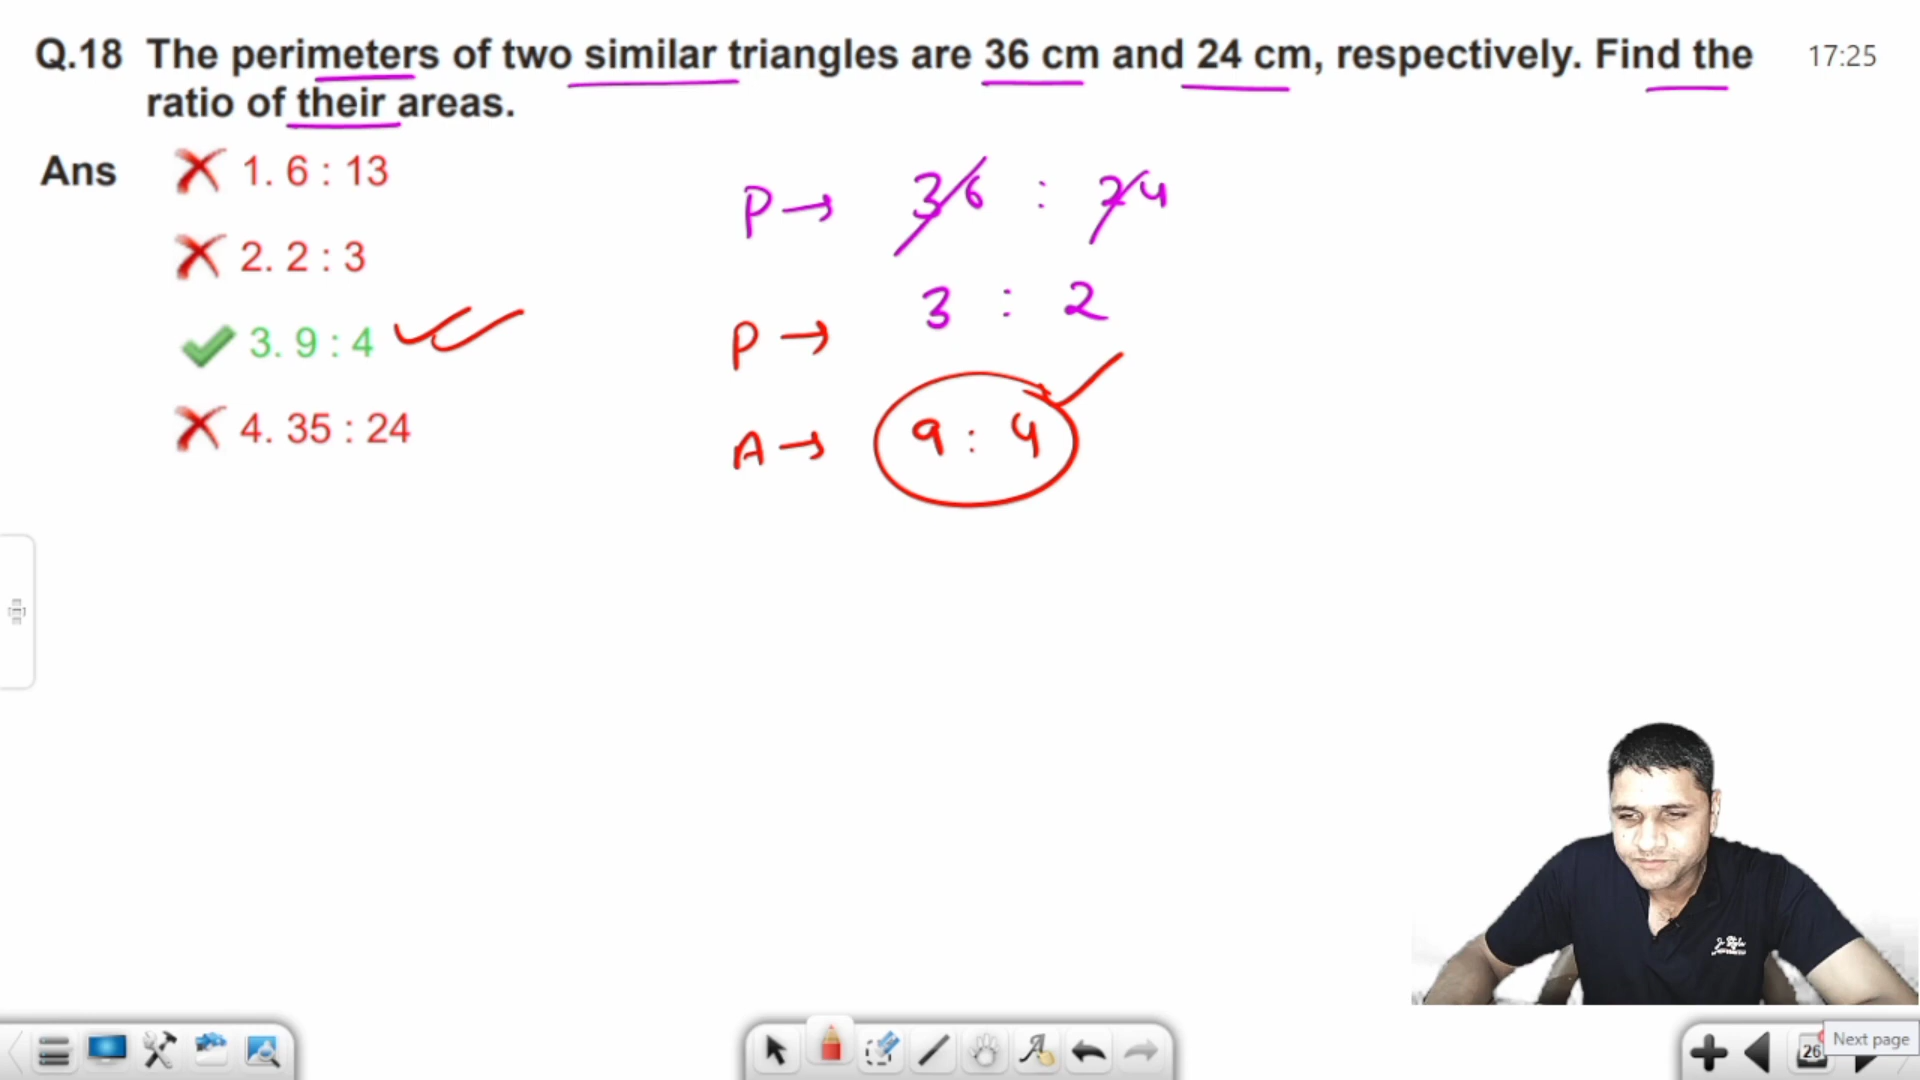 Q.18 The perimeters of two similar triangles are 36 cm and 24 cm, respectively. Find the 17:25
ratio of their areas.
Ans 1. 6 : 13
2. 2 : 3
3. 9 : 4
4. 35 : 24
P → 36 : 24
P → 3 : 2
A → 9 : 4
26
Next page